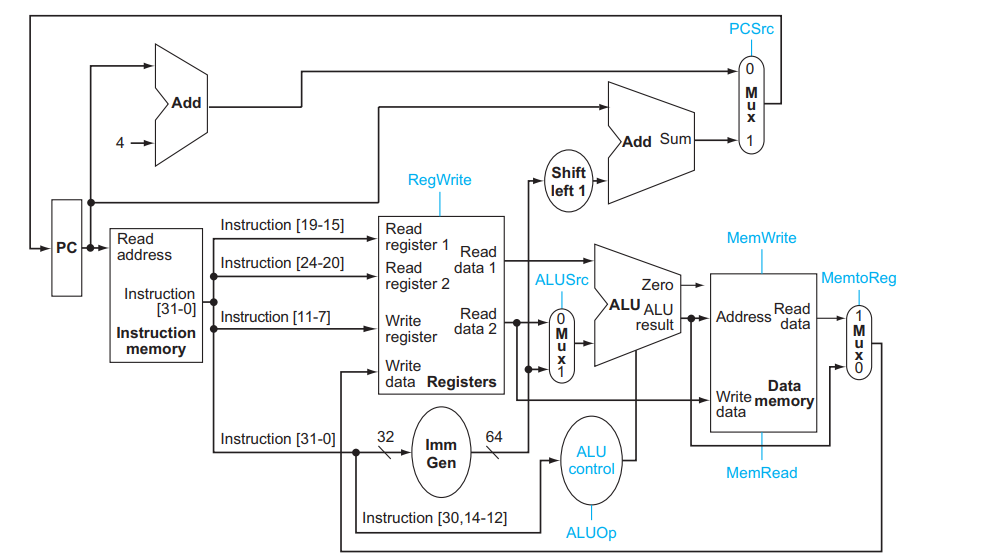 PCSrc
0
M
u
x
1
Add
4
Add Sum
Shift
left 1
RegWrite
PC
Read
address
Instruction
[31-0]
Instruction
memory
Instruction [19-15]
Instruction [24-20]
Instruction [11-7]
Instruction [31-0]
Read
register 1
Read
data 1
Read
register 2
Write
register
Read
data 2
Write
data
Registers
ALUSrc
0
M
u
x
1
Zero
ALU
ALU
result
MemWrite
Address
Read
data
Write
data
Data
memory
MemRead
MemtoReg
1
M
u
x
0
32
Imm
Gen
64
ALU
control
ALUOp
Instruction [30,14-12]